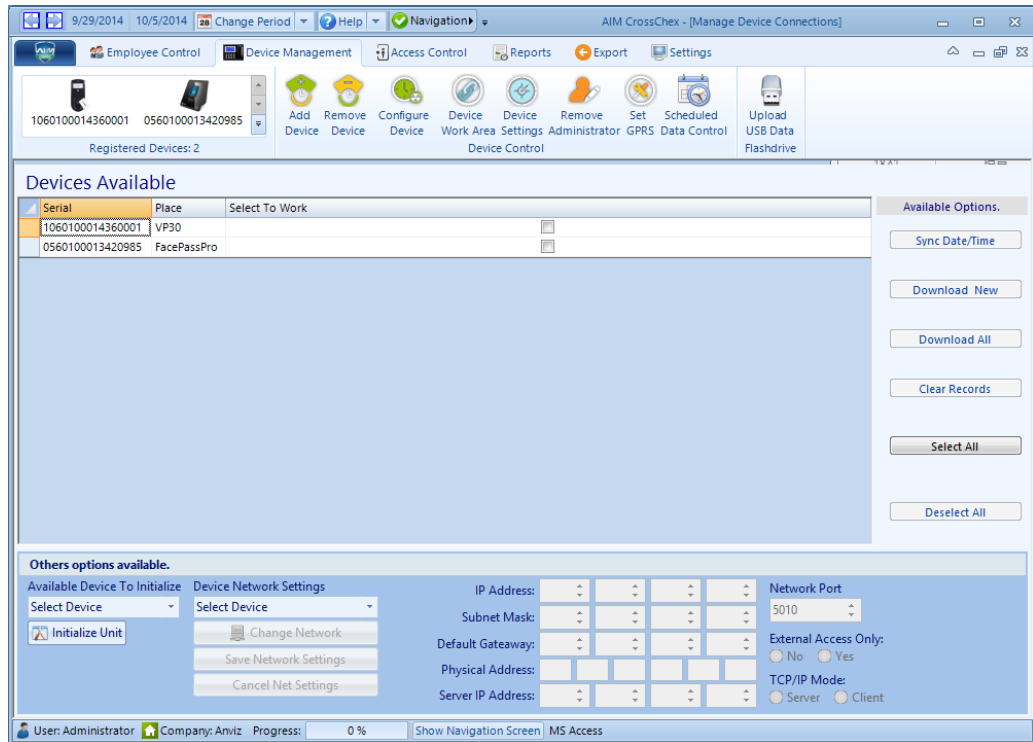 9/29/2014 10/5/2014 28 Change Period Help Navigation AIM CrossChex - [Manage Device Connections]
AIM Employee Control Device Management Access Control Reports Export Settings
1060100014360001 0560100013420985
Add Device Remove Device Configure Device Device Work Area Device Settings Remove Administrator Set GPRS Scheduled Data Control Upload USB Data
Registered Devices: 2 Device Control Flashdrive
Devices Available
Serial Place Select To Work
1060100014360001 VP30
0560100013420985 FacePassPro
Available Options.
Sync Date/Time
Download New
Download All
Clear Records
Select All
Deselect All
Others options available.
Available Device To Initialize Device Network Settings
Select Device Select Device
Initialize Unit Change Network
Save Network Settings
Cancel Net Settings
IP Address:
Subnet Mask:
Default Gateaway:
Physical Address:
Server IP Address:
Network Port
5010
External Access Only:
No Yes
TCP/IP Mode:
Server Client
User: Administrator Company: Anviz Progress: 0 % Show Navigation Screen MS Access